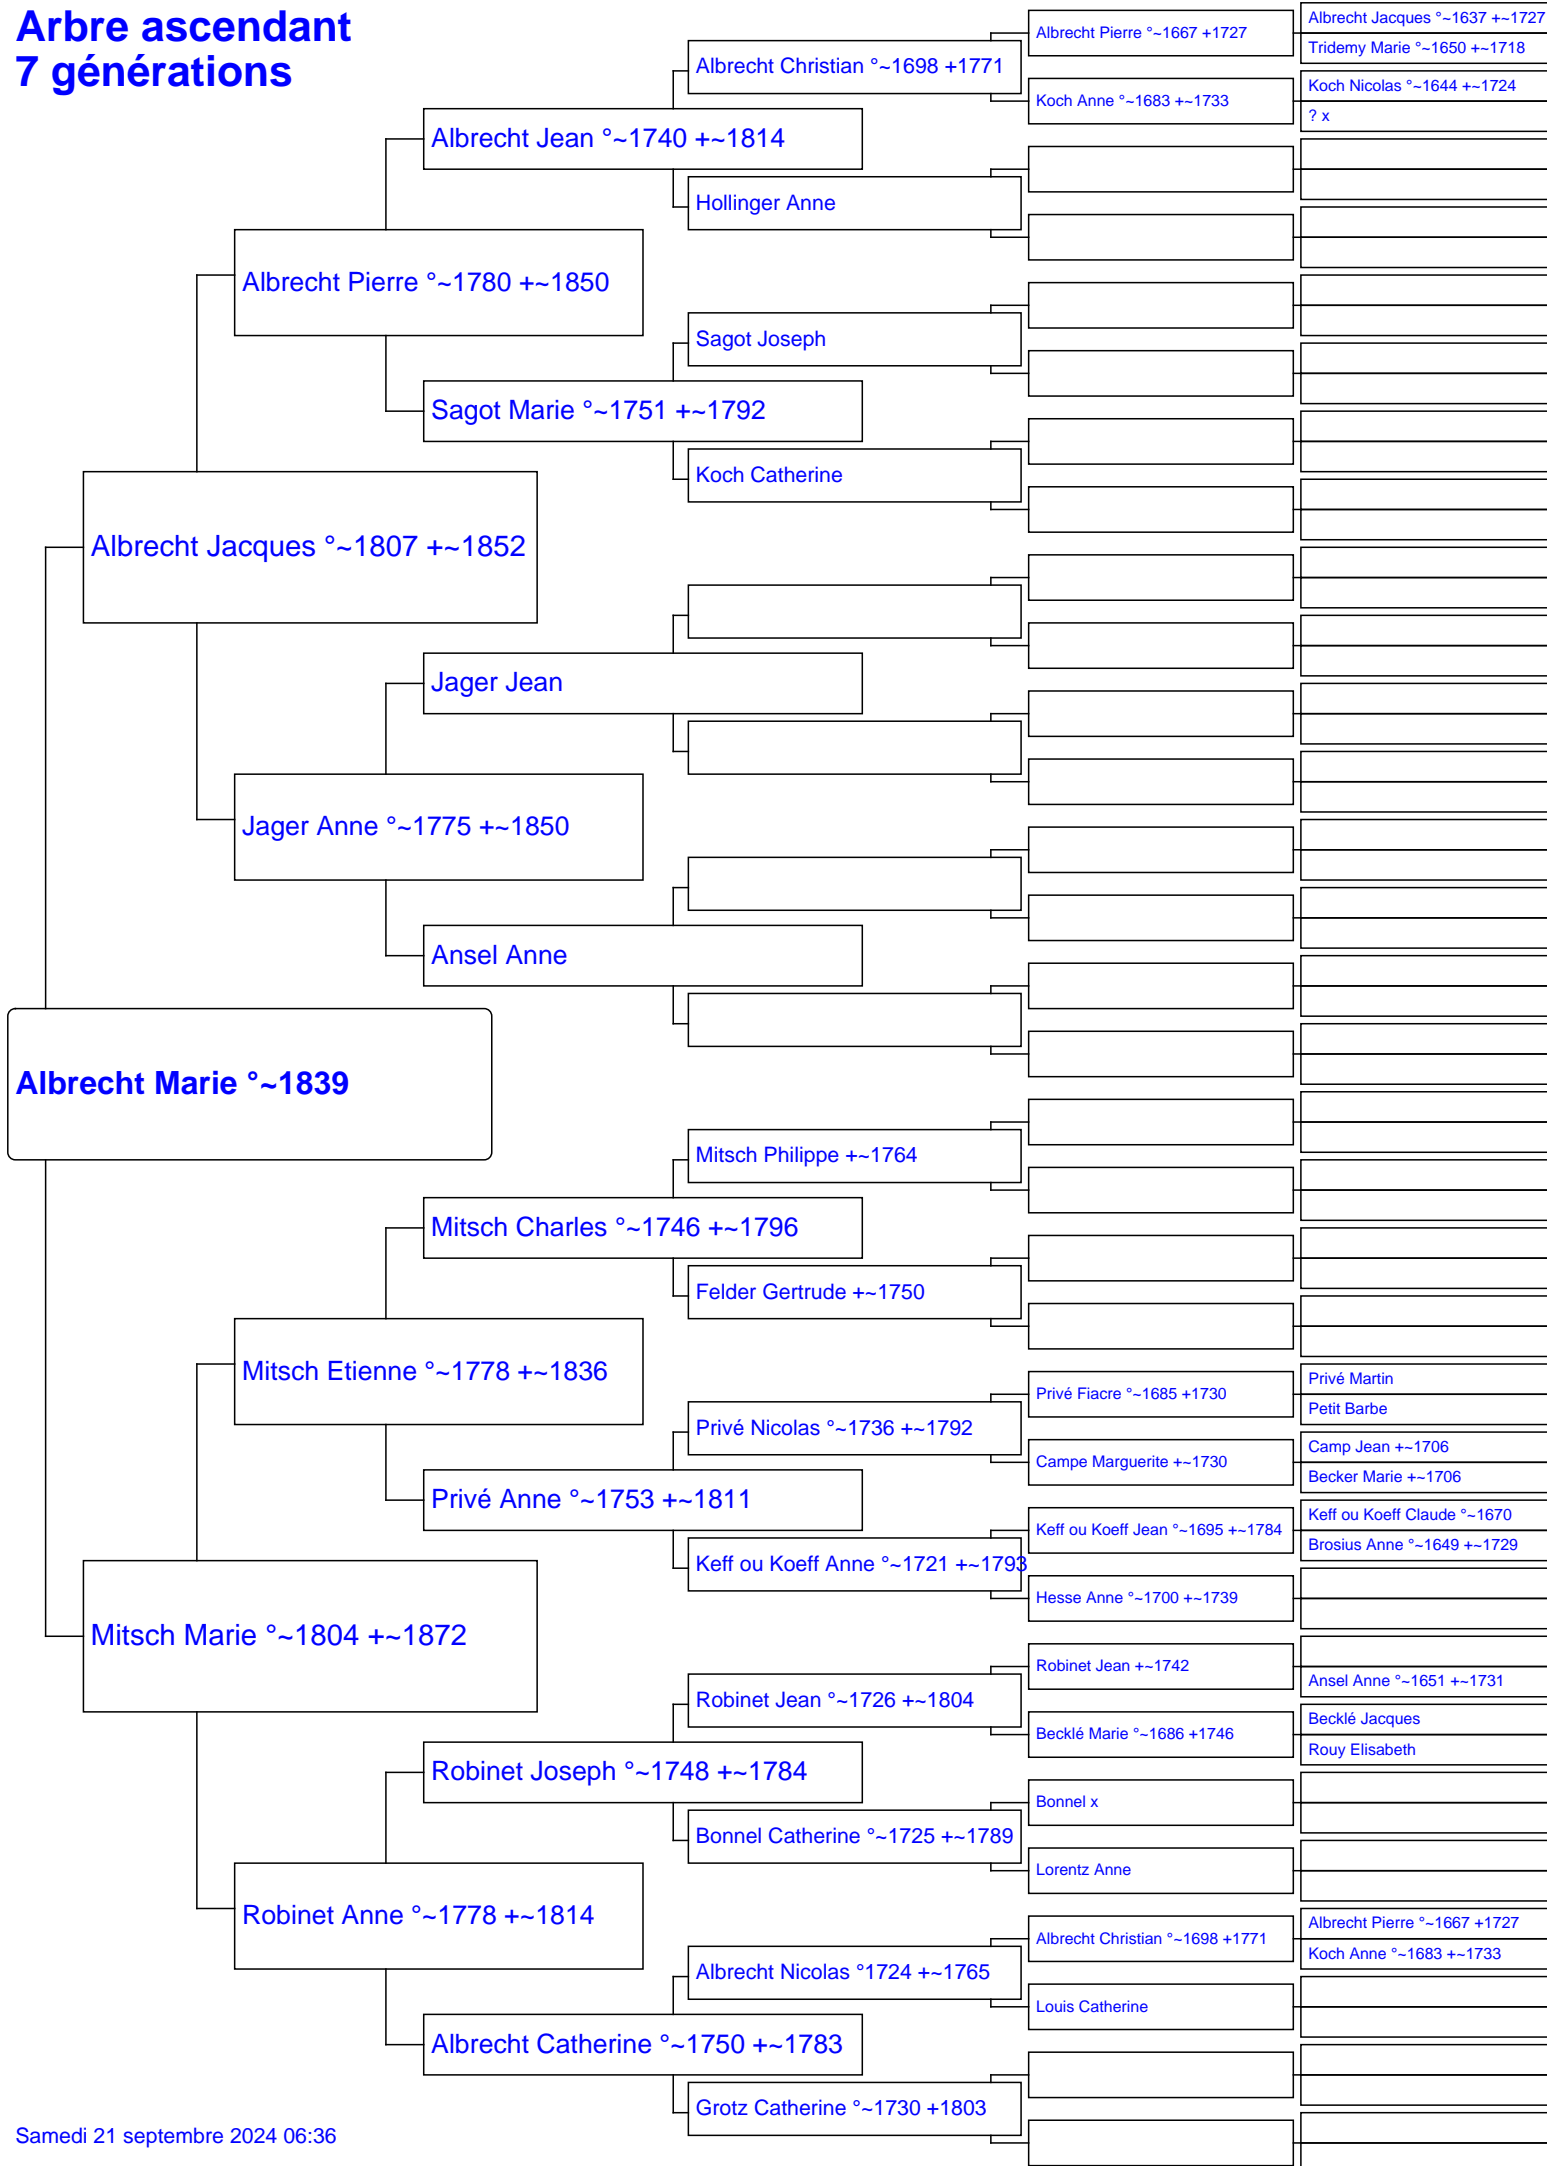 Arbre ascendant
7 générations
Albrecht Jacques °~1637 +~1727
Albrecht Pierre °~1667 +1727
Tridemy Marie °~1650 +~1718
Albrecht Christian °~1698 +1771
Koch Nicolas °~1644 +~1724
Koch Anne °~1683 +~1733
? x
Albrecht Jean °~1740 +~1814
Hollinger Anne
Albrecht Pierre °~1780 +~1850
Sagot Joseph
Sagot Marie °~1751 +~1792
Koch Catherine
Albrecht Jacques °~1807 +~1852
Jager Jean
Jager Anne °~1775 +~1850
Ansel Anne
Albrecht Marie °~1839
Mitsch Philippe +~1764
Mitsch Charles °~1746 +~1796
Felder Gertrude +~1750
Mitsch Etienne °~1778 +~1836
Privé Martin
Privé Fiacre °~1685 +1730
Petit Barbe
Privé Nicolas °~1736 +~1792
Camp Jean +~1706
Campe Marguerite +~1730
Becker Marie +~1706
Privé Anne °~1753 +~1811
Keff ou Koeff Claude °~1670
Keff ou Koeff Jean °~1695 +~1784
Brosius Anne °~1649 +~1729
Keff ou Koeff Anne °~1721 +~1793
Hesse Anne °~1700 +~1739
Mitsch Marie °~1804 +~1872
Robinet Jean +~1742
Ansel Anne °~1651 +~1731
Robinet Jean °~1726 +~1804
Becklé Jacques
Becklé Marie °~1686 +1746
Rouy Elisabeth
Robinet Joseph °~1748 +~1784
Bonnel x
Bonnel Catherine °~1725 +~1789
Lorentz Anne
Robinet Anne °~1778 +~1814
Albrecht Pierre °~1667 +1727
Albrecht Christian °~1698 +1771
Koch Anne °~1683 +~1733
Albrecht Nicolas °1724 +~1765
Louis Catherine
Albrecht Catherine °~1750 +~1783
Grotz Catherine °~1730 +1803
Samedi 21 septembre 2024 06:36